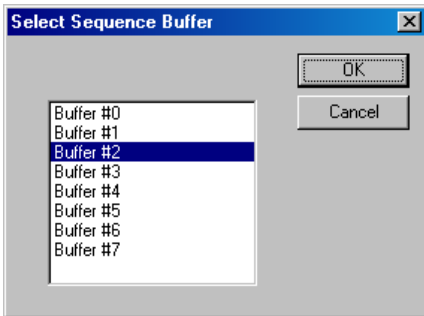 Select Sequence Buffer
OK
Cancel
Buffer #0
Buffer #1
Buffer #2
Buffer #3
Buffer #4
Buffer #5
Buffer #6
Buffer #7